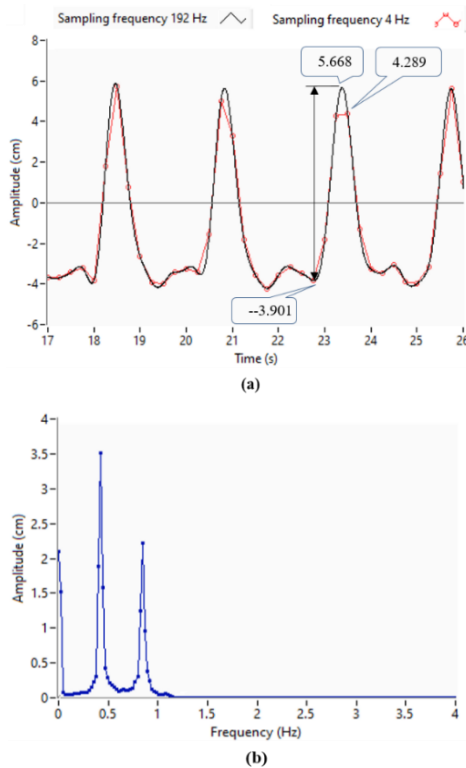 Sampling frequency 192 Hz
Sampling frequency 4 Hz
8
6
4
2
0
-2
-4
-6
Amplitude (cm)
5.668
4.289
--3.901
17 18 19 20 21 22 23 24 25 26
Time (s)
(a)
4
3.5
3
2.5
2
1.5
1
0.5
0
Amplitude (cm)
0 0.5 1 1.5 2 2.5 3 3.5 4
Frequency (Hz)
(b)